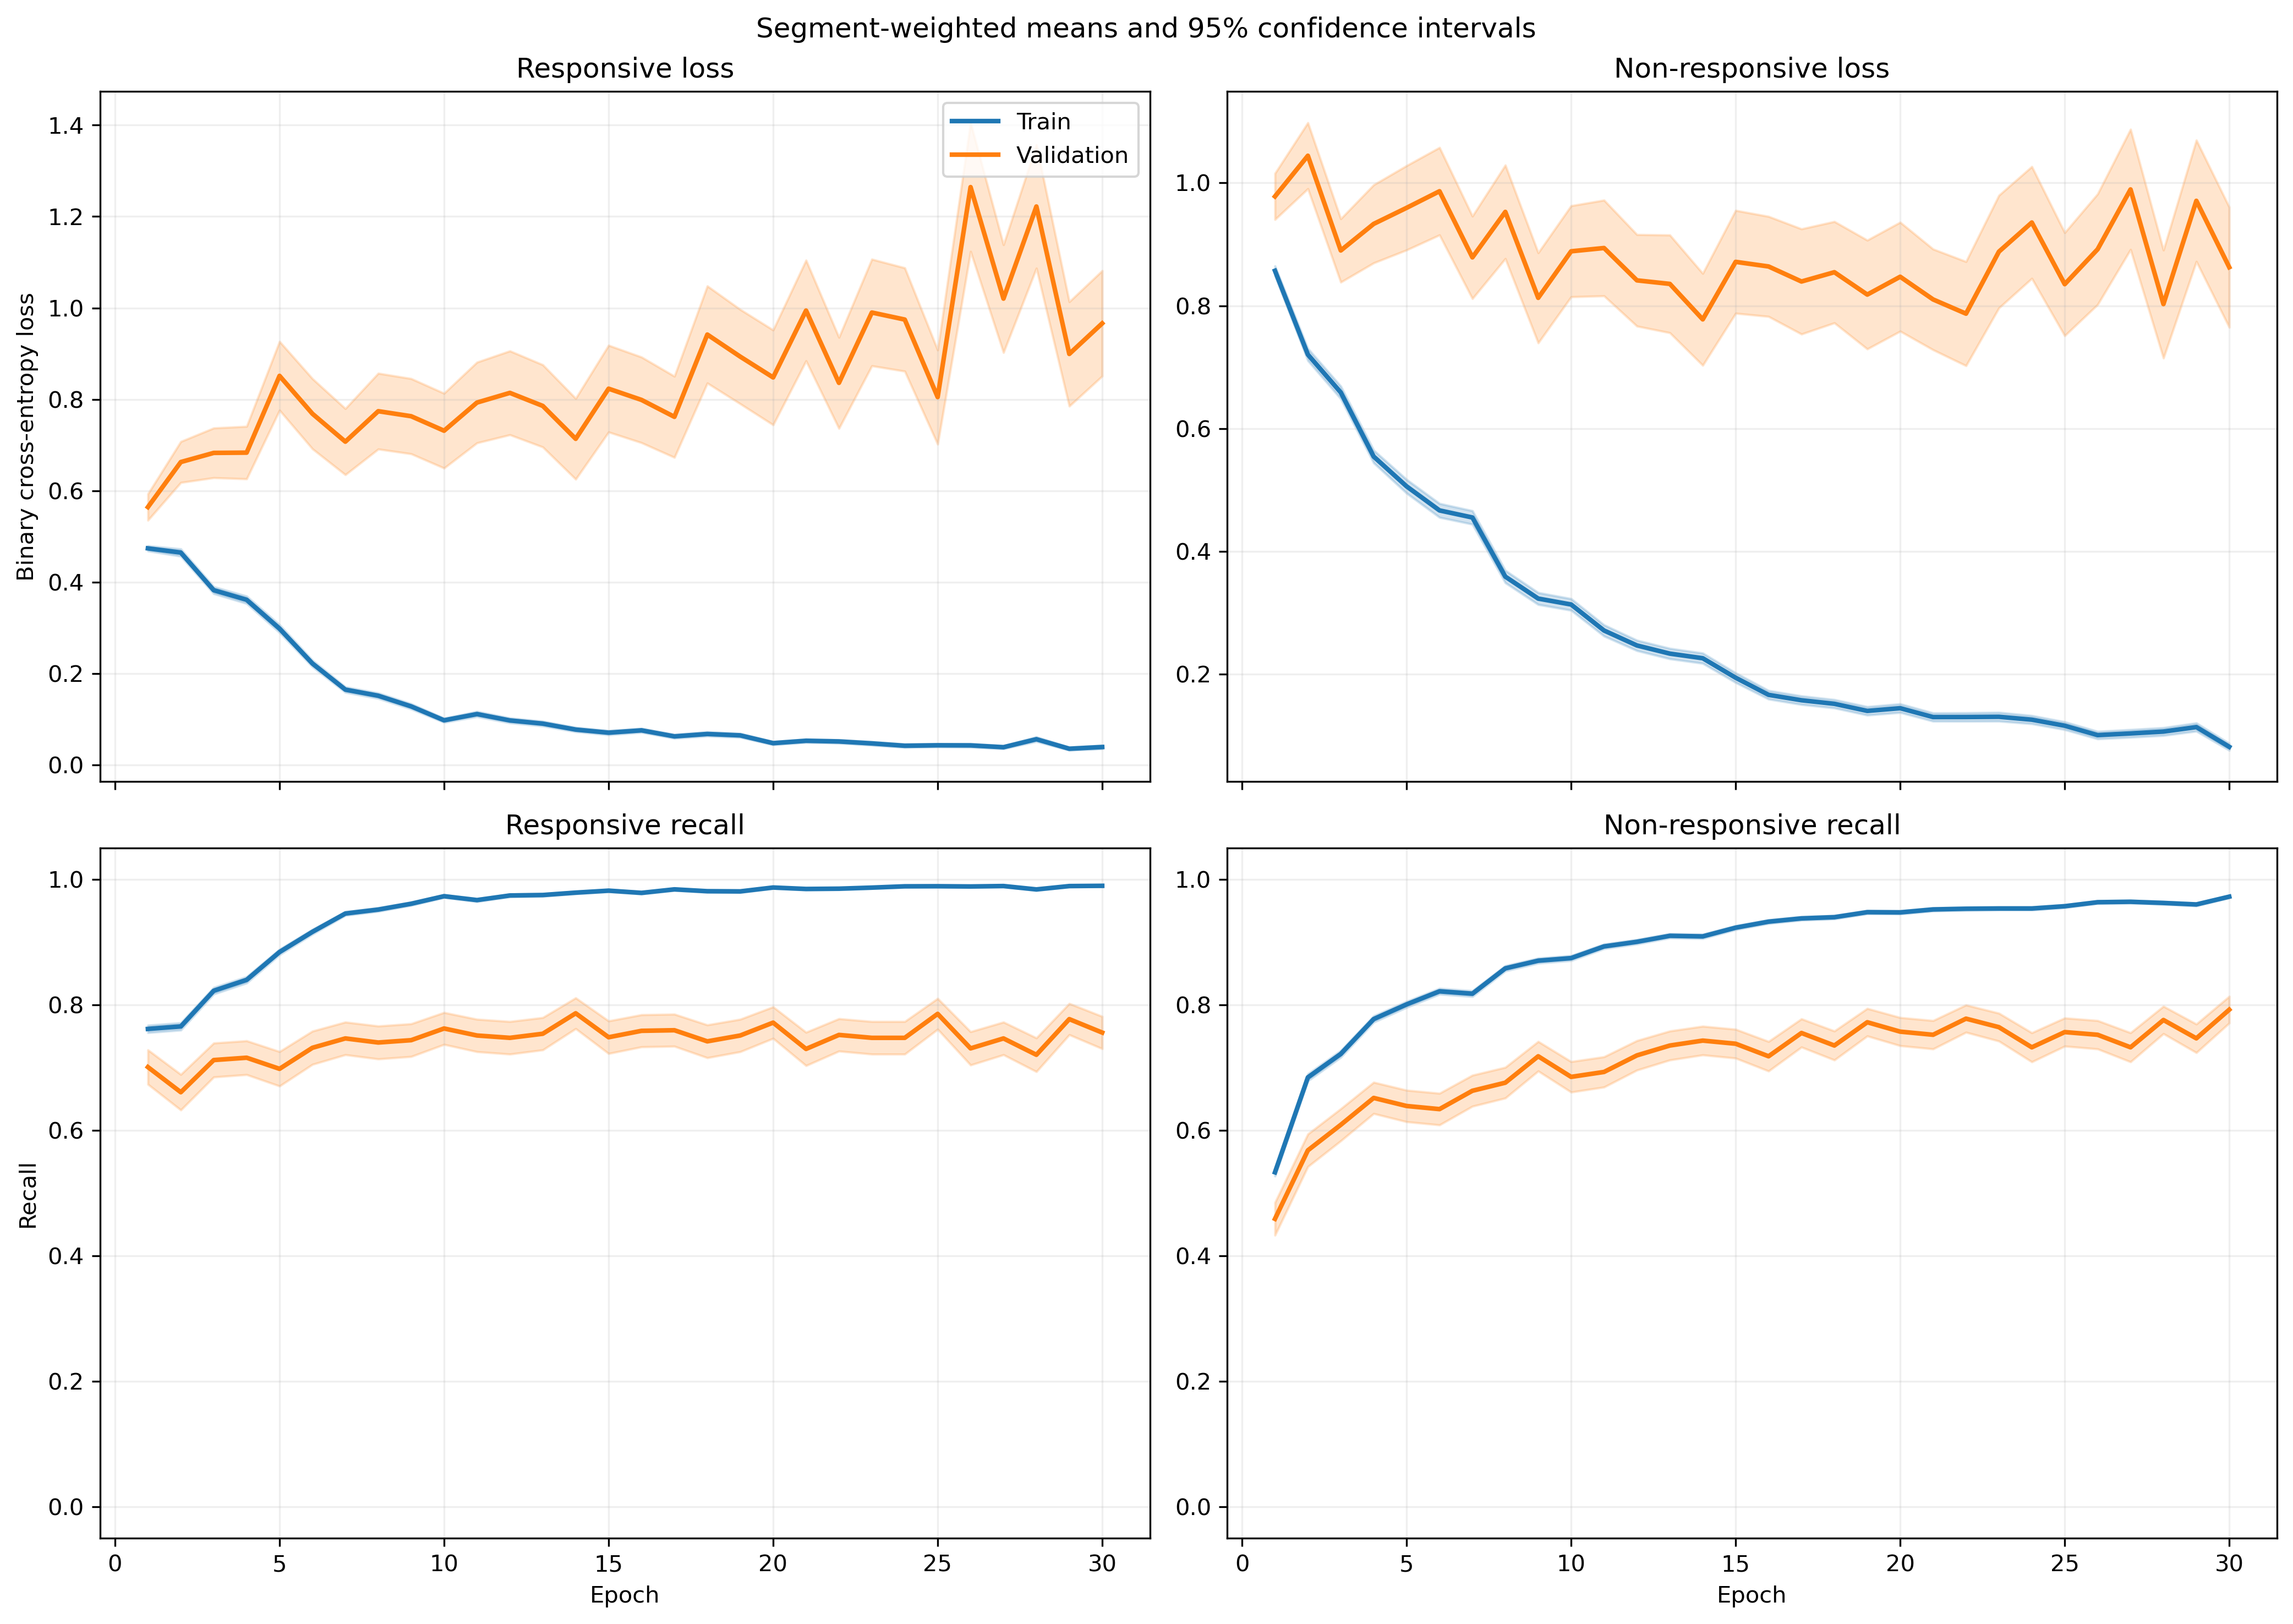 Segment-weighted means and 95% confidence intervals
Responsive loss
Binary cross-entropy loss
1.4
1.2
1.0
0.8
0.6
0.4
0.2
0.0
Train
Validation
Non-responsive loss
1.0
0.8
0.6
0.4
0.2
Responsive recall
Recall
1.0
0.8
0.6
0.4
0.2
0.0
0 5 10 15 20 25 30
Epoch
Non-responsive recall
1.0
0.8
0.6
0.4
0.2
0.0
0 5 10 15 20 25 30
Epoch